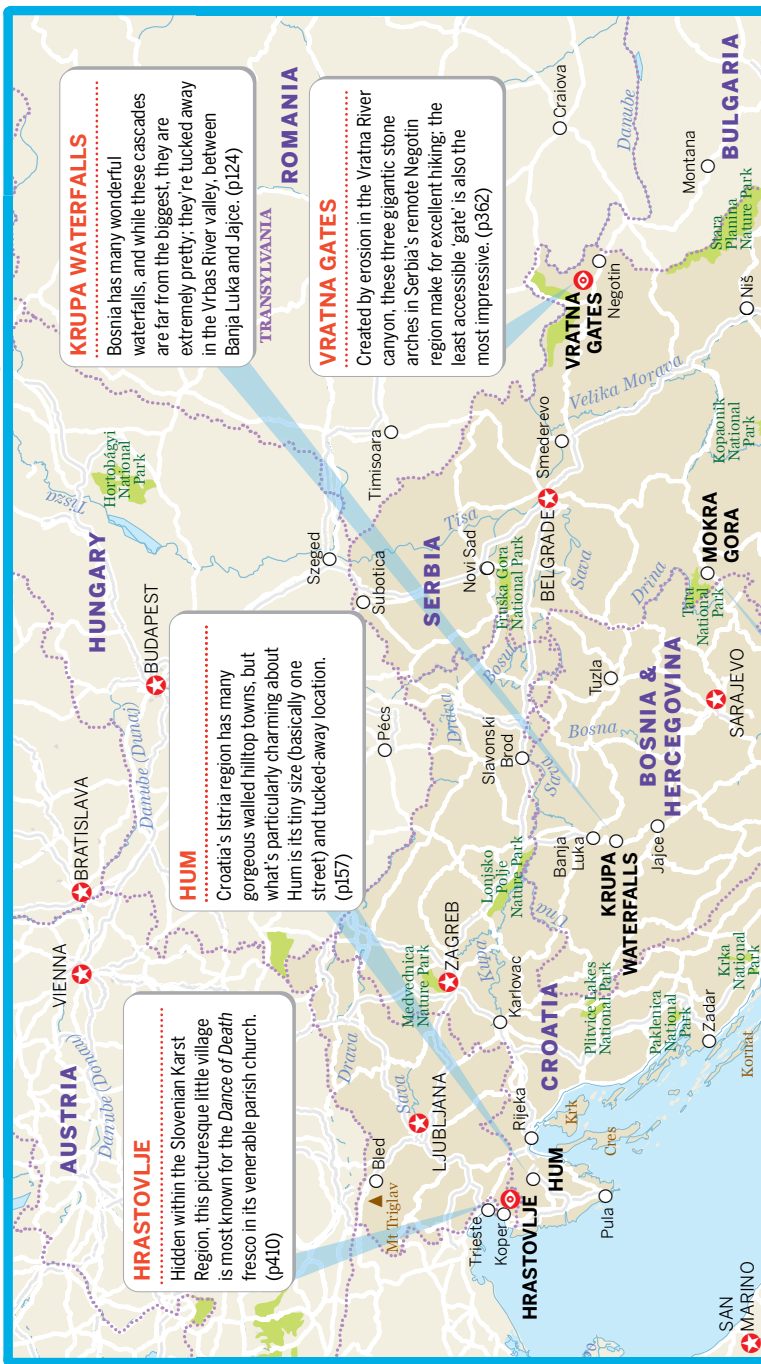 HRASTOVLJE
Hidden within the Slovenian Karst
Region, this picturesque little village
is most known for the Dance of Death
fresco in its venerable parish church.
(p410)
HUM
Croatia's Istria region has many
gorgeous walled hilltop towns, but
what's particularly charming about
Hum is its tiny size (basically one
street) and tucked-away location.
(p157)
KRUPA WATERFALLS
Bosnia has many wonderful
waterfalls, and while these cascades
are far from the biggest, they are
extremely pretty; they're tucked away
in the Vrbas River valley, between
Banja Luka and Jajce. (p124)
VRATNA GATES
Created by erosion in the Vratna River
canyon, these three gigantic stone
arches in Serbia's remote Negotin
region make for excellent hiking; the
least accessible 'gate' is also the
most impressive. (p362)
AUSTRIA
VIENNA
BRATISLAVA
Danube (Donau)
Danube (Dunaj)
HUNGARY
BUDAPEST
Tisza
Hortobágyi
National
Park
TRANSYLVANIA
ROMANIA
Szeged
Subotica
Timisoara
Pécs
Mt Triglav
Bled
Drava
Sava
LJUBLJANA
Medvednica
Nature Park
ZAGREB
Trieste
Koper
HRASTOVLJE
HUM
Rijeka
Karlovac
Kupa
Lonjsko
Polje
Nature Park
Una
Slavonski
Brod
Sava
Drava
Bosut
SERBIA
Novi Sad
Fruška Gora
National Park
Tisa
BELGRADE
Sava
Smederevo
Velika Morava
VRATNA
GATES
Negotin
Craiova
Danube
CROATIA
Krk
Cres
Pula
Plitvice Lakes
National Park
Paklenica
National
Park
Zadar
Kornat
Krka
National
Park
Banja
Luka
KRUPA
WATERFALLS
Jajce
Bosna
Tuzla
BOSNIA &
HERCEGOVINA
SARAJEVO
Drina
Tara
National
Park
MOKRA
GORA
Kopaonik
National
Park
Niš
Stara
Planina
Nature Park
Montana
BULGARIA
SAN
MARINO
Po